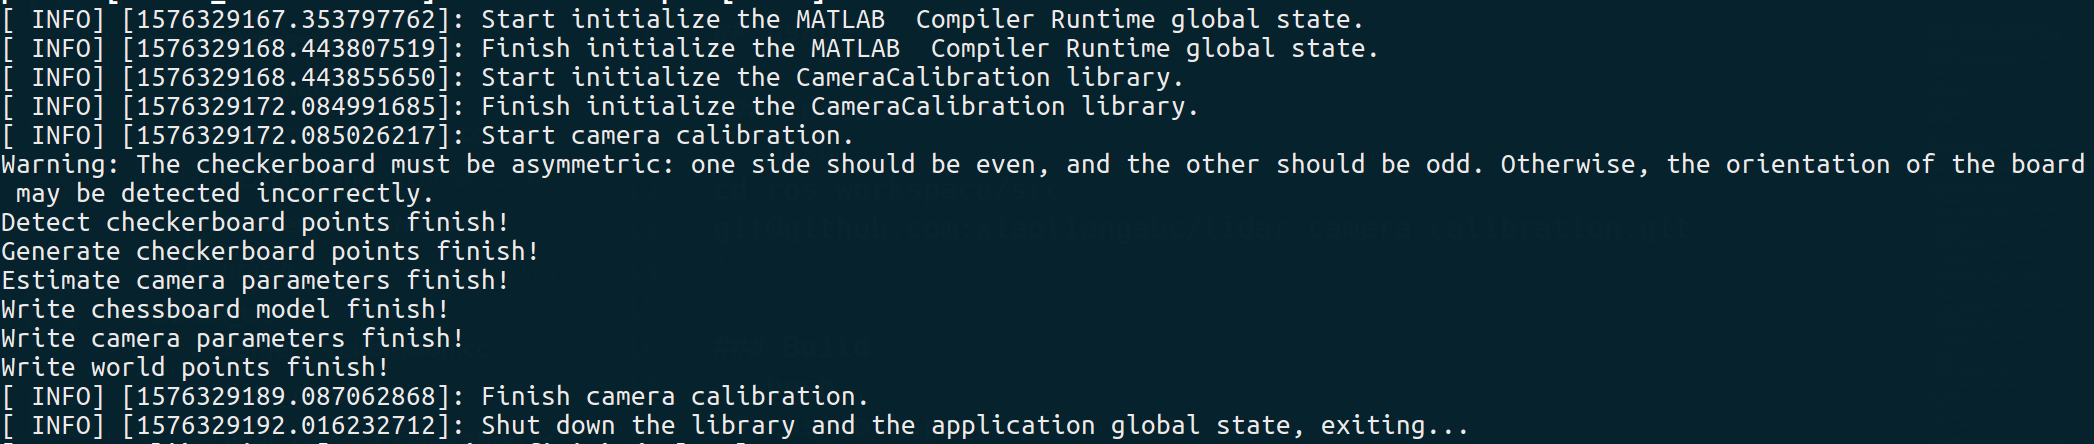 [ INFO] [1576329167.353797762]: Start initialize the MATLAB  Compiler Runtime global state.
[ INFO] [1576329168.443807519]: Finish initialize the MATLAB  Compiler Runtime global state.
[ INFO] [1576329168.443855650]: Start initialize the CameraCalibration library.
[ INFO] [1576329172.084991685]: Finish initialize the CameraCalibration library.
[ INFO] [1576329172.085026217]: Start camera calibration.
Warning: The checkerboard must be asymmetric: one side should be even, and the other should be odd. Otherwise, the orientation of the board
 may be detected incorrectly.
Detect checkerboard points finish!
Generate checkerboard points finish!
Estimate camera parameters finish!
Write chessboard model finish!
Write camera parameters finish!
Write world points finish!
[ INFO] [1576329189.087062868]: Finish camera calibration.
[ INFO] [1576329192.016232712]: Shut down the library and the application global state, exiting...